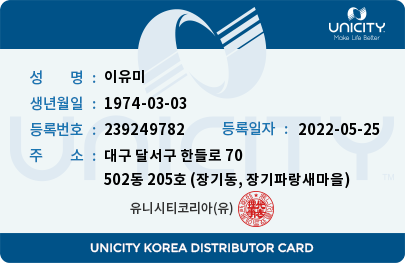 UNICITY
Make Life Better
성 명 : 이유미
생년월일 : 1974-03-03
등록번호 : 239249782 등록일자 : 2022-05-25
주 소 : 대구 달서구 한들로 70
502동 205호 (장기동, 장기파랑새마을)
유니시티코리아(유)
UNICITY
UNICITY KOREA DISTRIBUTOR CARD